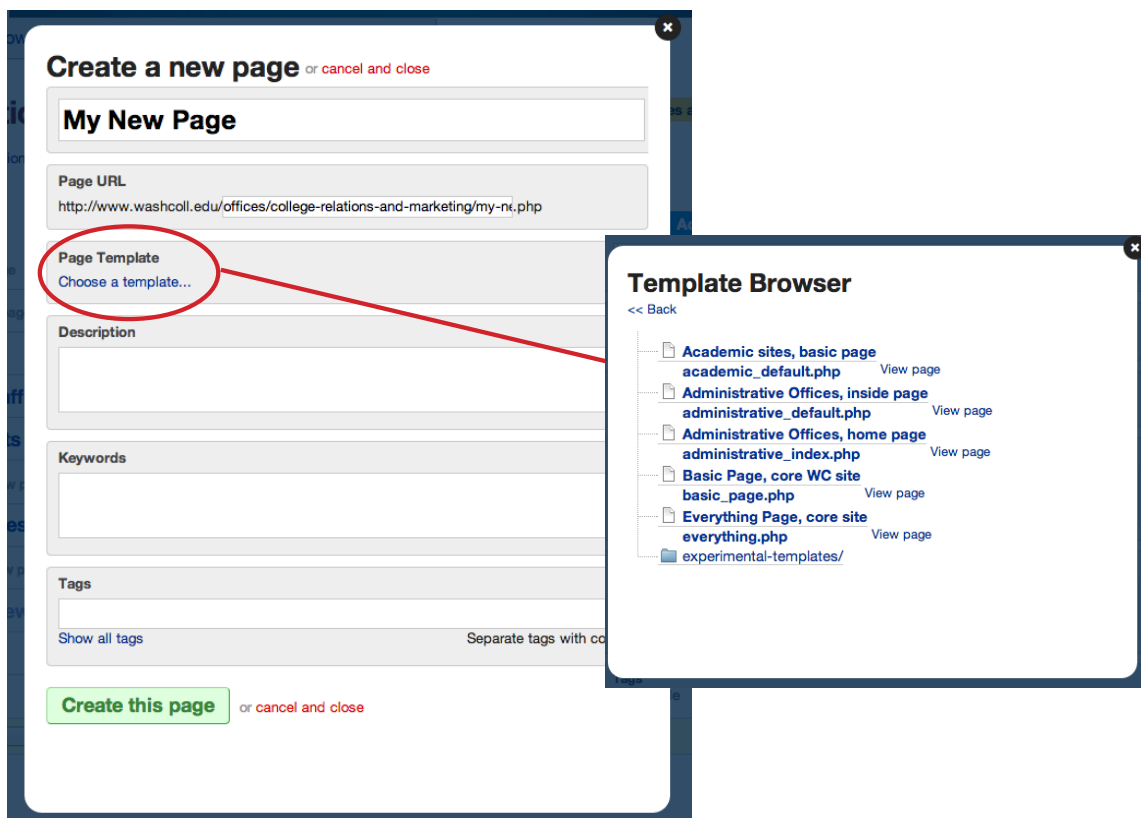 Create a new page or cancel and close
My New Page
Page URL
http://www.washcoll.edu/offices/college-relations-and-marketing/my-ne.php
Page Template
Choose a template...
Description
Keywords
Tags
Show all tags
Separate tags with co
Create this page or cancel and close
Template Browser
<< Back
Academic sites, basic page
academic_default.php View page
Administrative Offices, inside page
administrative_default.php View page
Administrative Offices, home page
administrative_index.php View page
Basic Page, core WC site
basic_page.php View page
Everything Page, core site
everything.php View page
experimental-templates/
Tags